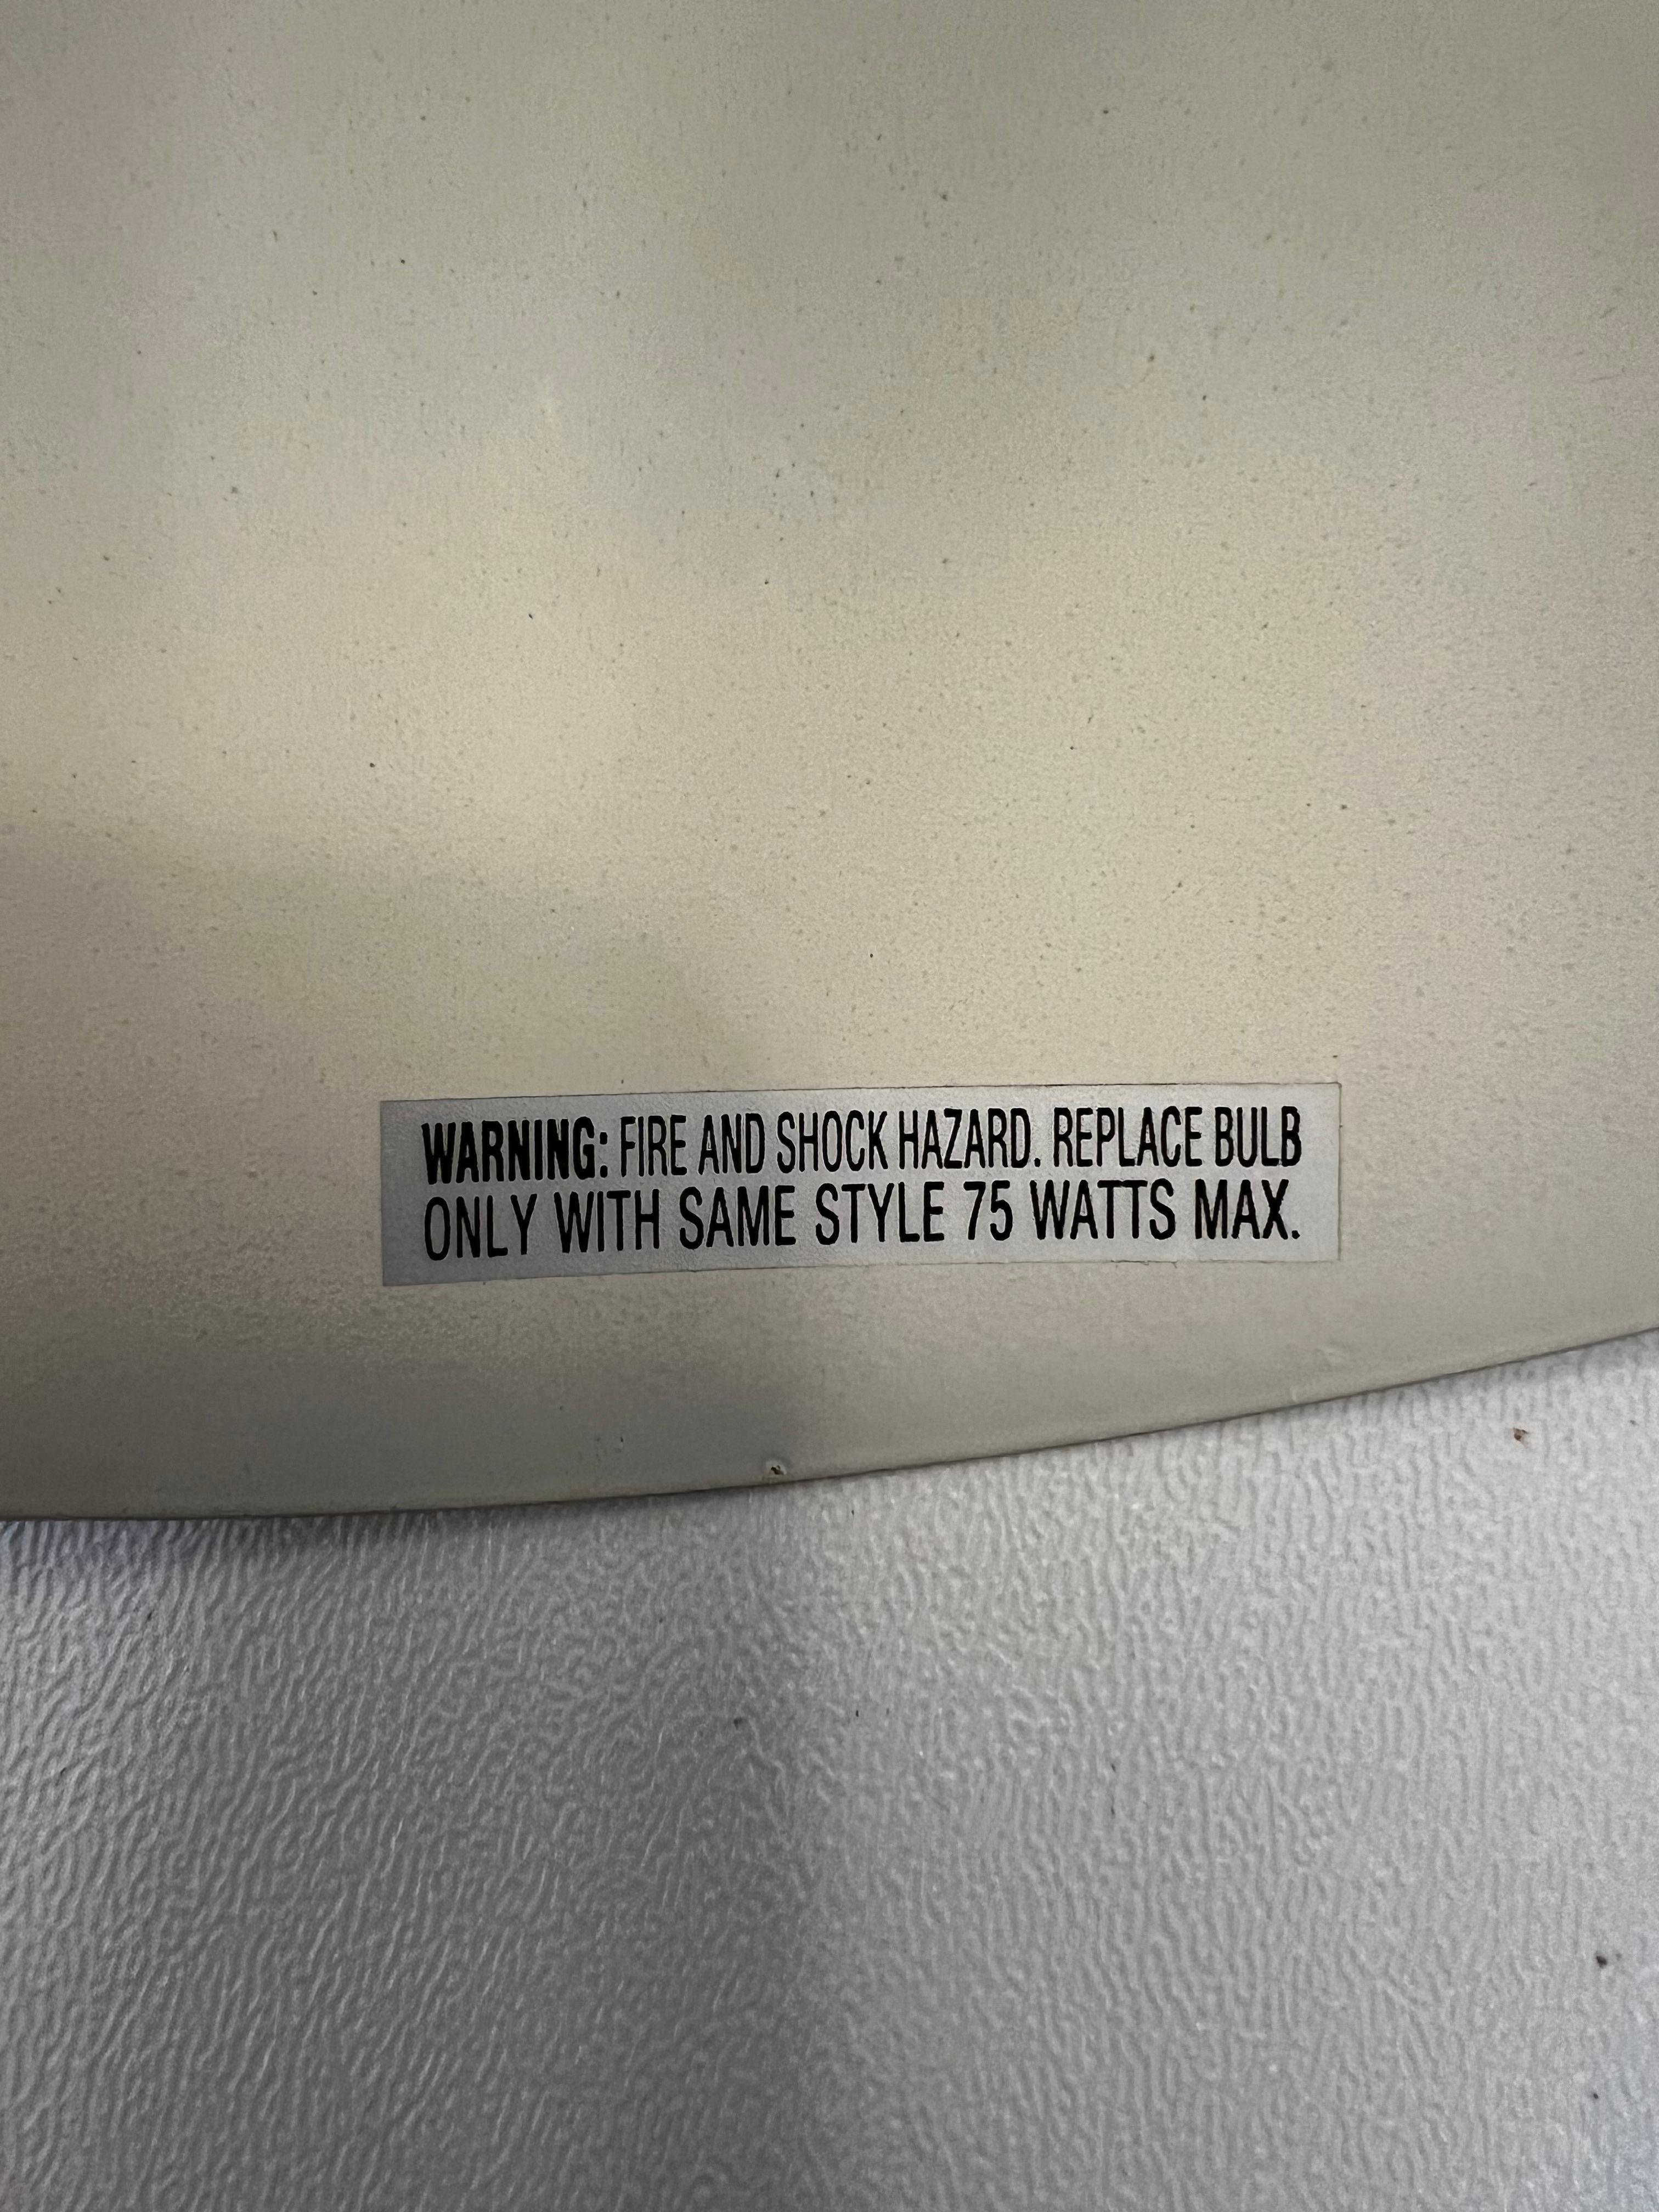 WARNING: FIRE AND SHOCK HAZARD. REPLACE BULB
ONLY WITH SAME STYLE 75 WATTS MAX.